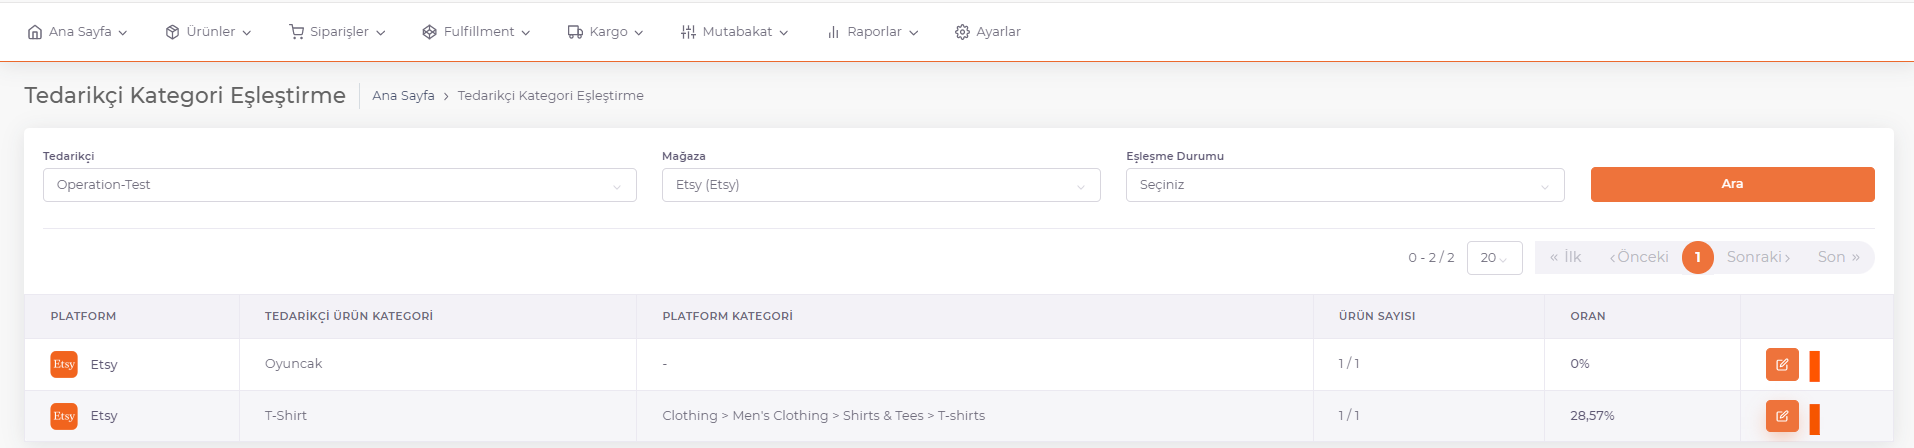 Ana Sayfa Ürünler Siparişler Fulfillment Kargo Mutabakat Raporlar Ayarlar
Tedarikçi Kategori Eşleştirme Ana Sayfa › Tedarikçi Kategori Eşleştirme
Tedarikçi Mağaza Eşleşme Durumu
Operation-Test Etsy (Etsy) Seçiniz Ara
0 - 2 / 2 20 « İlk ‹ Önceki 1 Sonraki › Son »
PLATFORM TEDARİKÇİ ÜRÜN KATEGORİ PLATFORM KATEGORİ ÜRÜN SAYISI ORAN
Etsy Etsy Oyuncak - 1 / 1 0%
Etsy Etsy T-Shirt Clothing > Men's Clothing > Shirts & Tees > T-shirts 1 / 1 28,57%